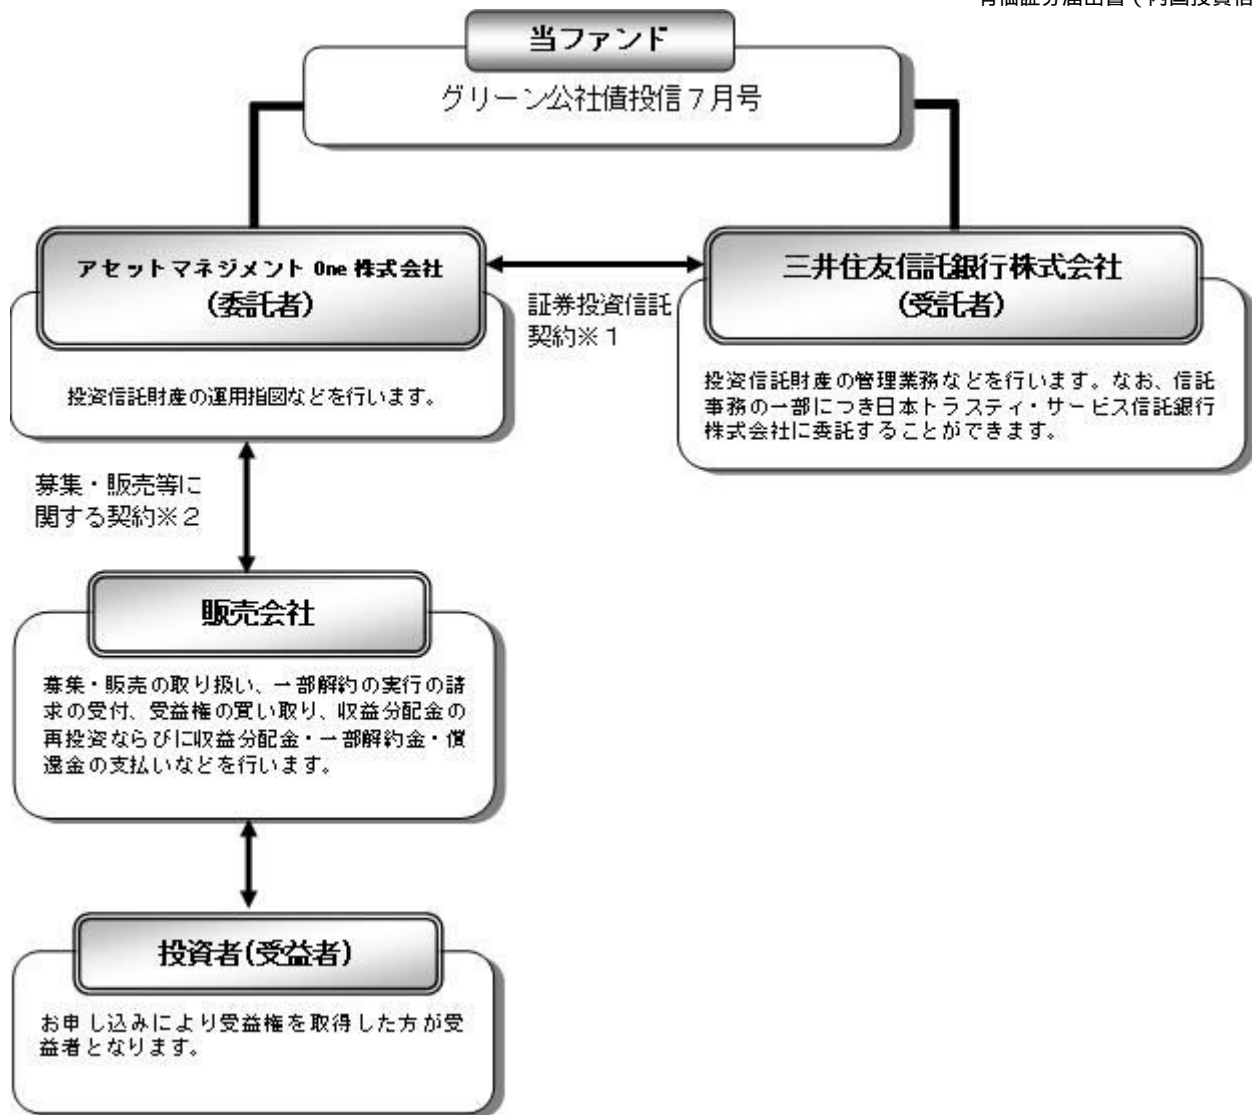 当ファンド
グリーン公社債投信７月号
アセットマネジメント One 株式会社
(委託者)
投資信託財産の運用指図などを行います。
証券投資信託
契約※１
三井住友信託銀行株式会社
(受託者)
投資信託財産の管理業務などを行います。なお、信託
事務の一部につき日本トラスティ・サービス信託銀行
株式会社に委託することができます。
募集・販売等に
関する契約※２
販売会社
募集・販売の取り扱い、一部解約の実行の請
求の受付、受益権の買い取り、収益分配金の
再投資ならびに収益分配金・一部解約金・償
還金の支払いなどを行います。
投資者(受益者)
お申し込みにより受益権を取得した方が受
益者となります。